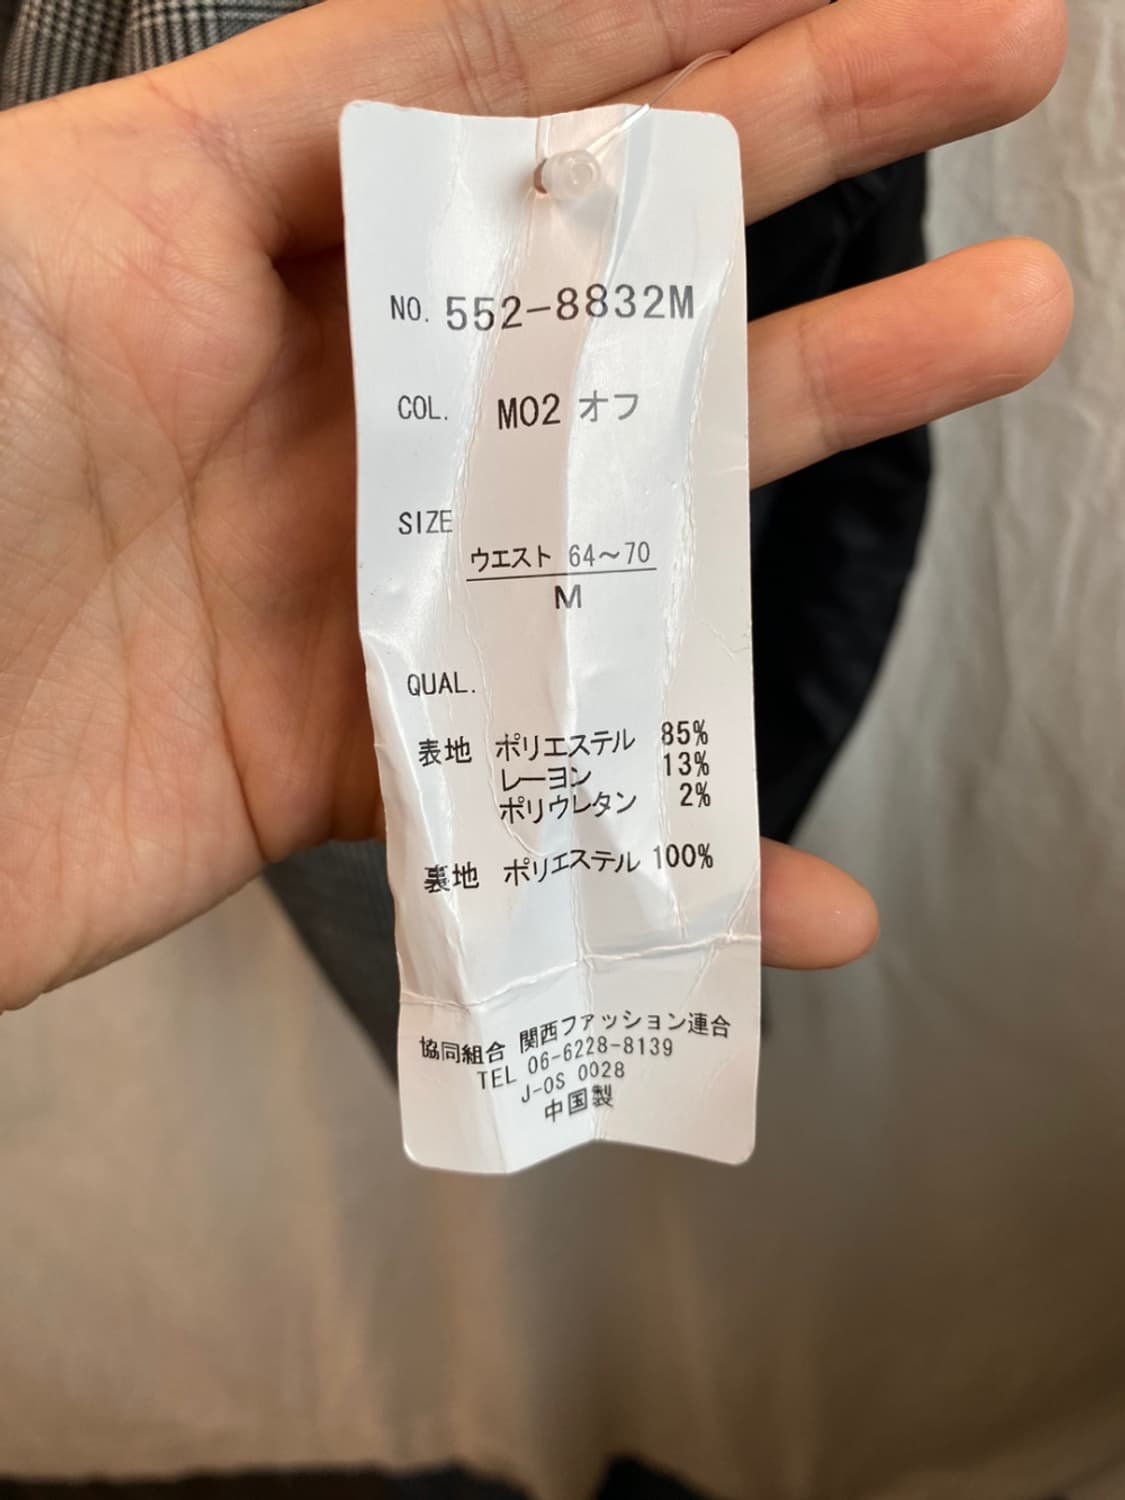 NO. 552-8832M
COL. M02 オフ
SIZE
ウエスト 64～70
M
QUAL.
表地 ポリエステル 85%
レーヨン 13%
ポリウレタン 2%
裏地 ポリエステル 100%
協同組合 関西ファッション連合
TEL 06-6228-8139
J-OS 0028
中国製